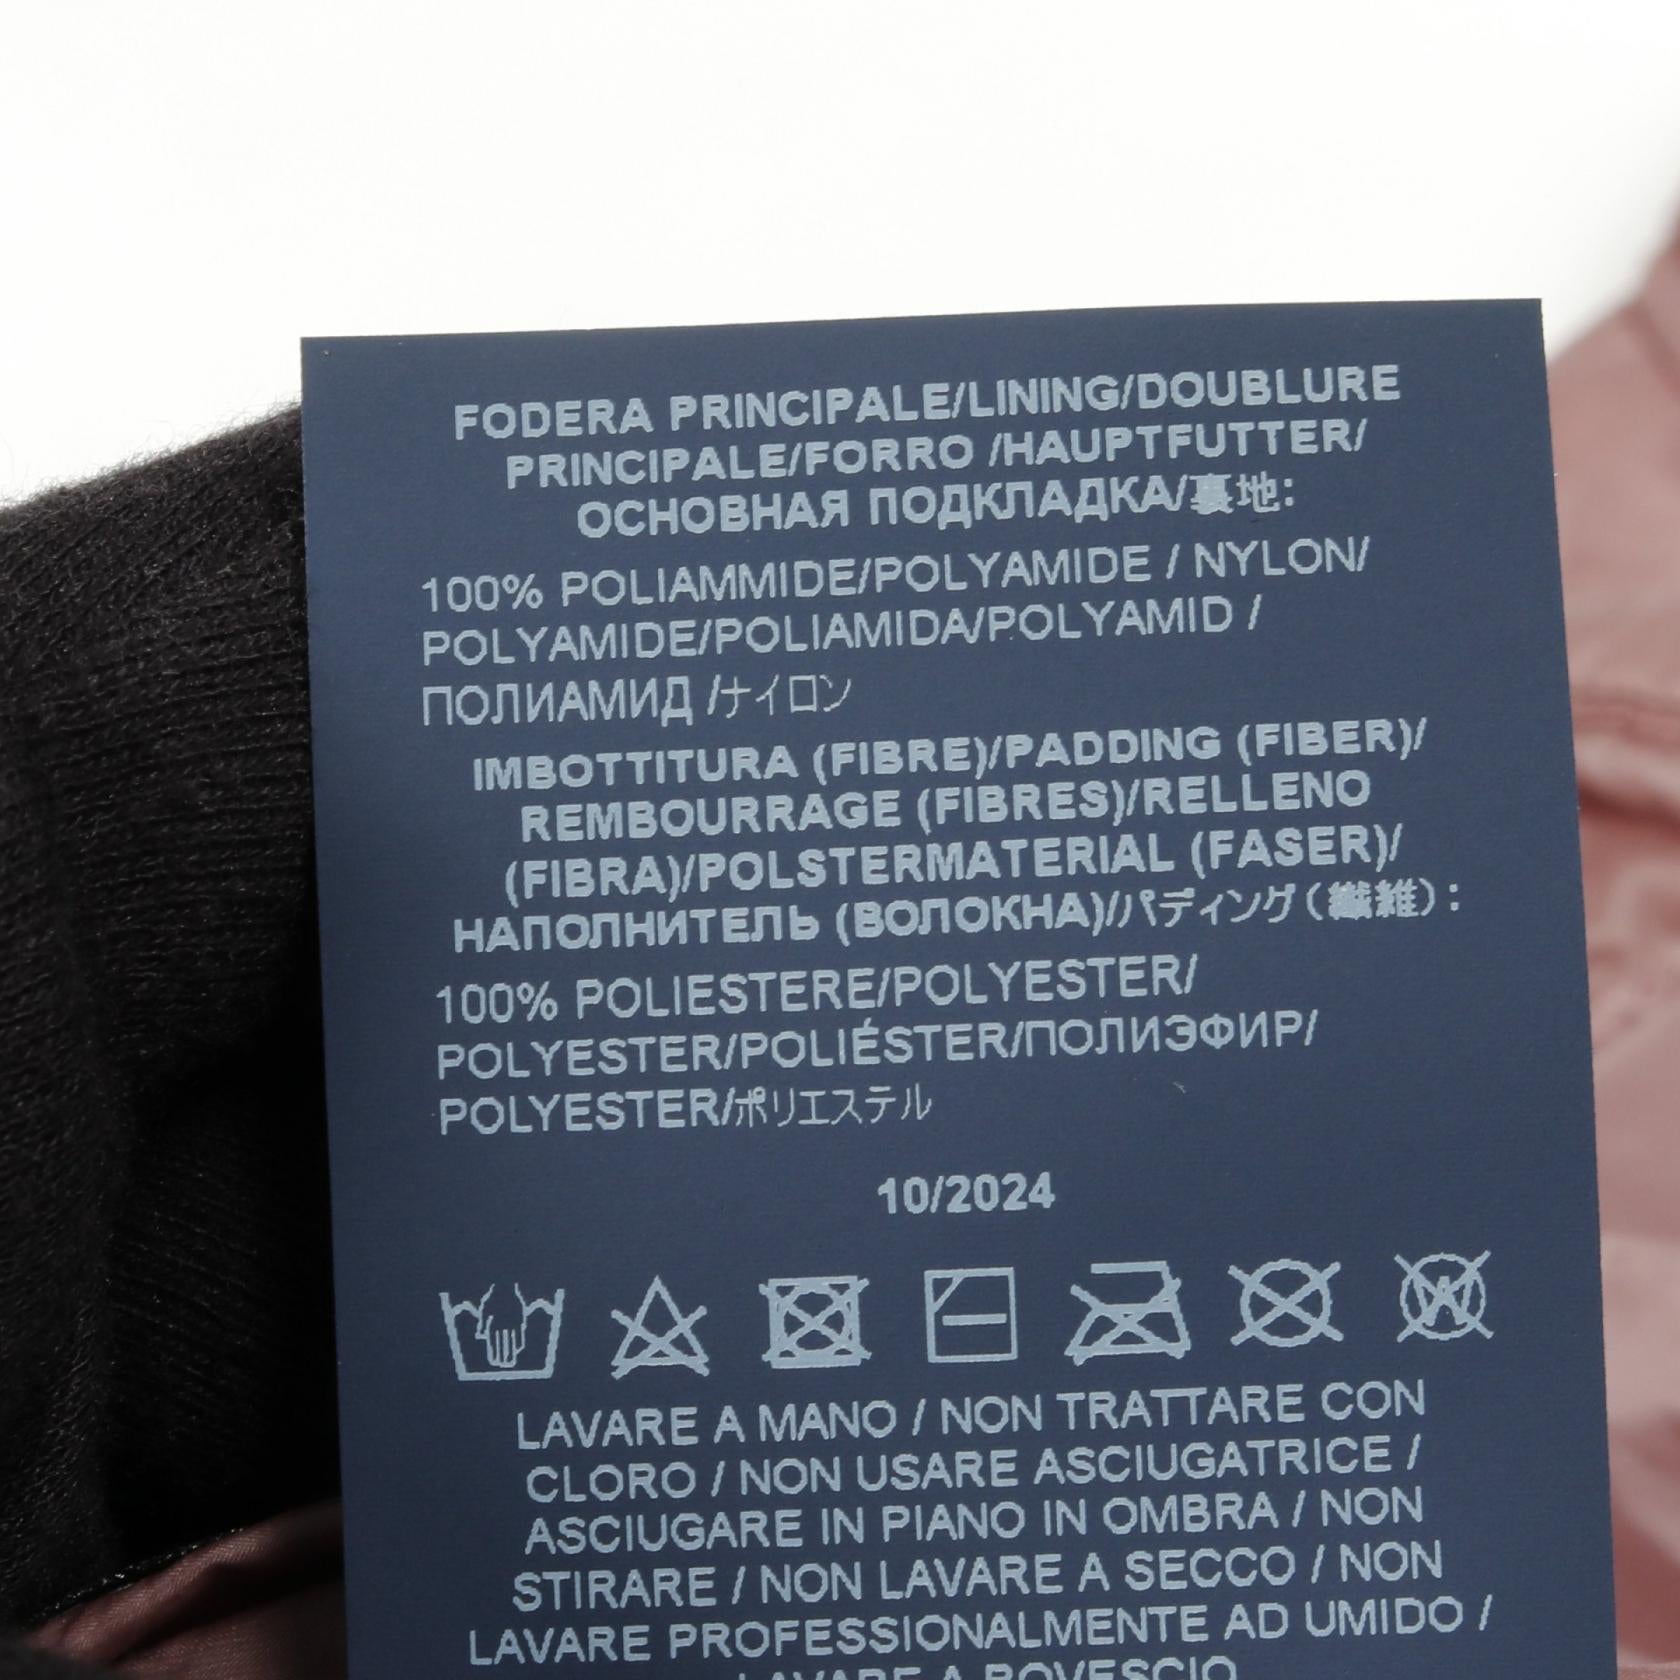 FODERA PRINCIPALE/LINING/DOUBLURE
PRINCIPALE/FORRO /HAUPTFUTTER/
ОСНОВНАЯ ПОДКЛАДКА/裏地:
100% POLIAMMIDE/POLYAMIDE / NYLON/
POLYAMIDE/POLIAMIDA/POLYAMID /
ПОЛИАМИД /ナイロン
IMBOTTITURA (FIBRE)/PADDING (FIBER)/
REMBOURRAGE (FIBRES)/RELLENO
(FIBRA)/POLSTERMATERIAL (FASER)/
НАПОЛНИТЕЛЬ (ВОЛОКНА)/パディング(繊維):
100% POLIESTERE/POLYESTER/
POLYESTER/POLIÉSTER/ПОЛИЭФИР/
POLYESTER/ポリエステル
10/2024
LAVARE A MANO / NON TRATTARE CON
CLORO / NON USARE ASCIUGATRICE /
ASCIUGARE IN PIANO IN OMBRA / NON
STIRARE / NON LAVARE A SECCO / NON
LAVARE PROFESSIONALMENTE AD UMIDO /
LAVARE A ROVESCIO